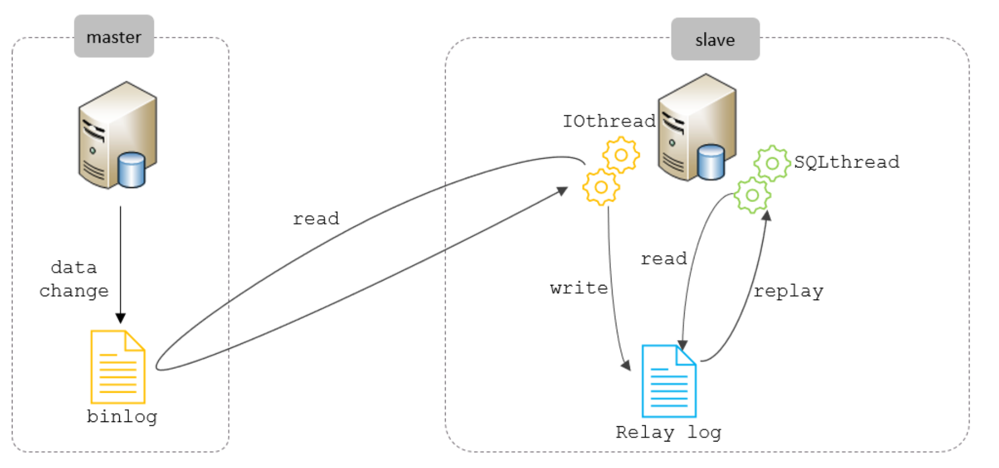 master
data
change
binlog
read
slave
IOthread
SQLthread
write
read
replay
Relay log